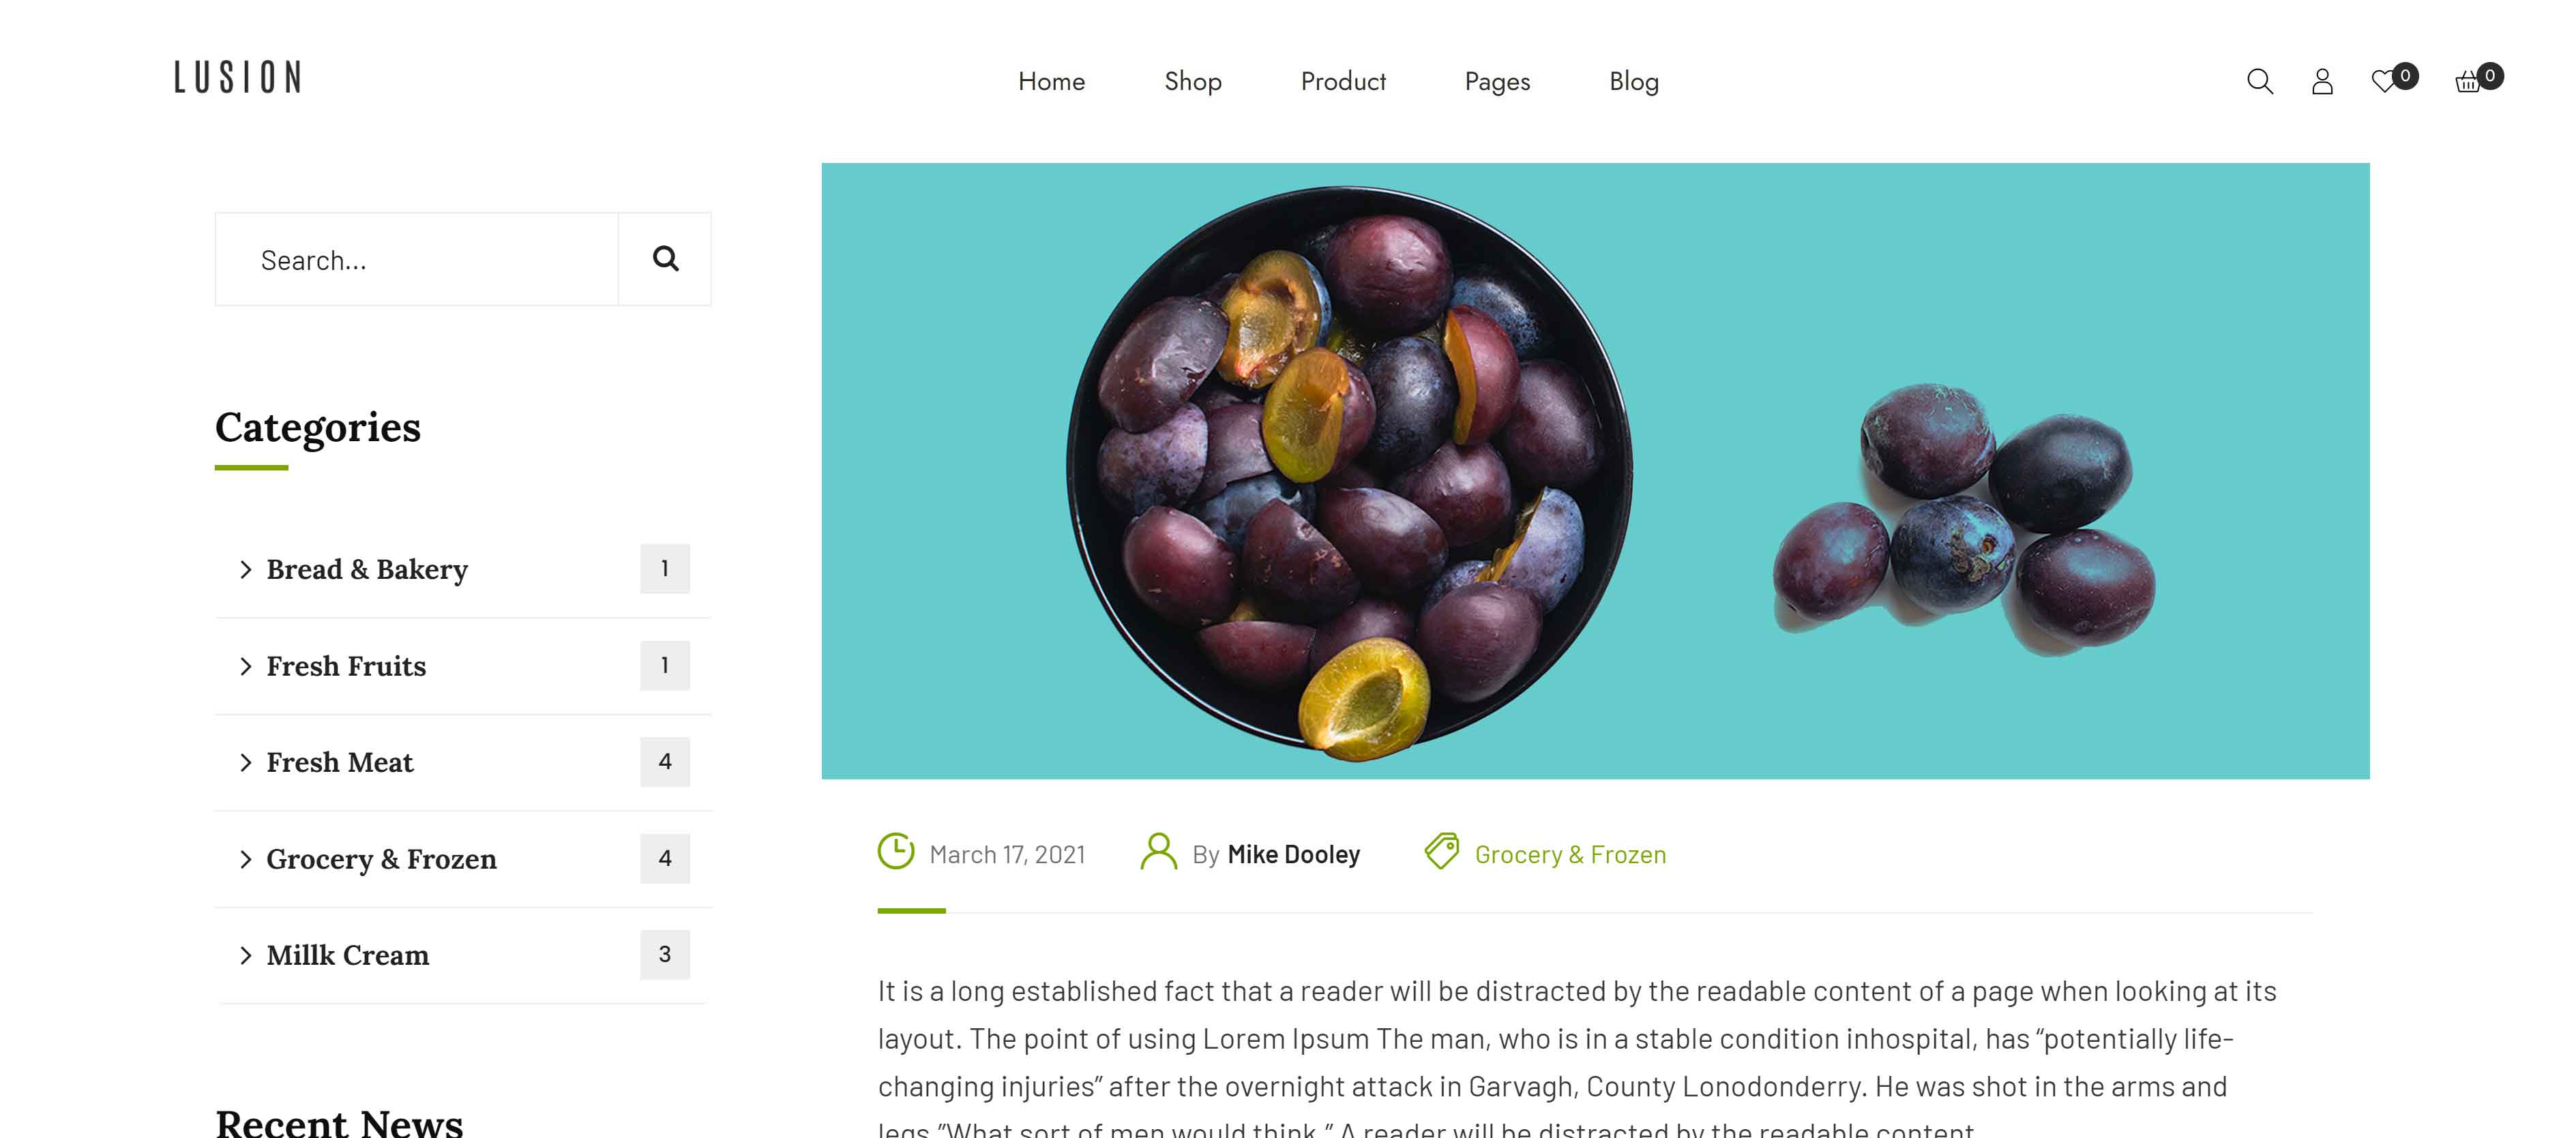 LUSION
Home Shop Product Pages Blog
0 0
Search...
Categories
Bread & Bakery 1
Fresh Fruits 1
Fresh Meat 4
Grocery & Frozen 4
Millk Cream 3
Recent News
March 17, 2021 By Mike Dooley Grocery & Frozen
It is a long established fact that a reader will be distracted by the readable content of a page when looking at its
layout. The point of using Lorem Ipsum The man, who is in a stable condition inhospital, has “potentially life-
changing injuries” after the overnight attack in Garvagh, County Lonodonderry. He was shot in the arms and
legs.”What sort of men would think.” A reader will be distracted by the readable content